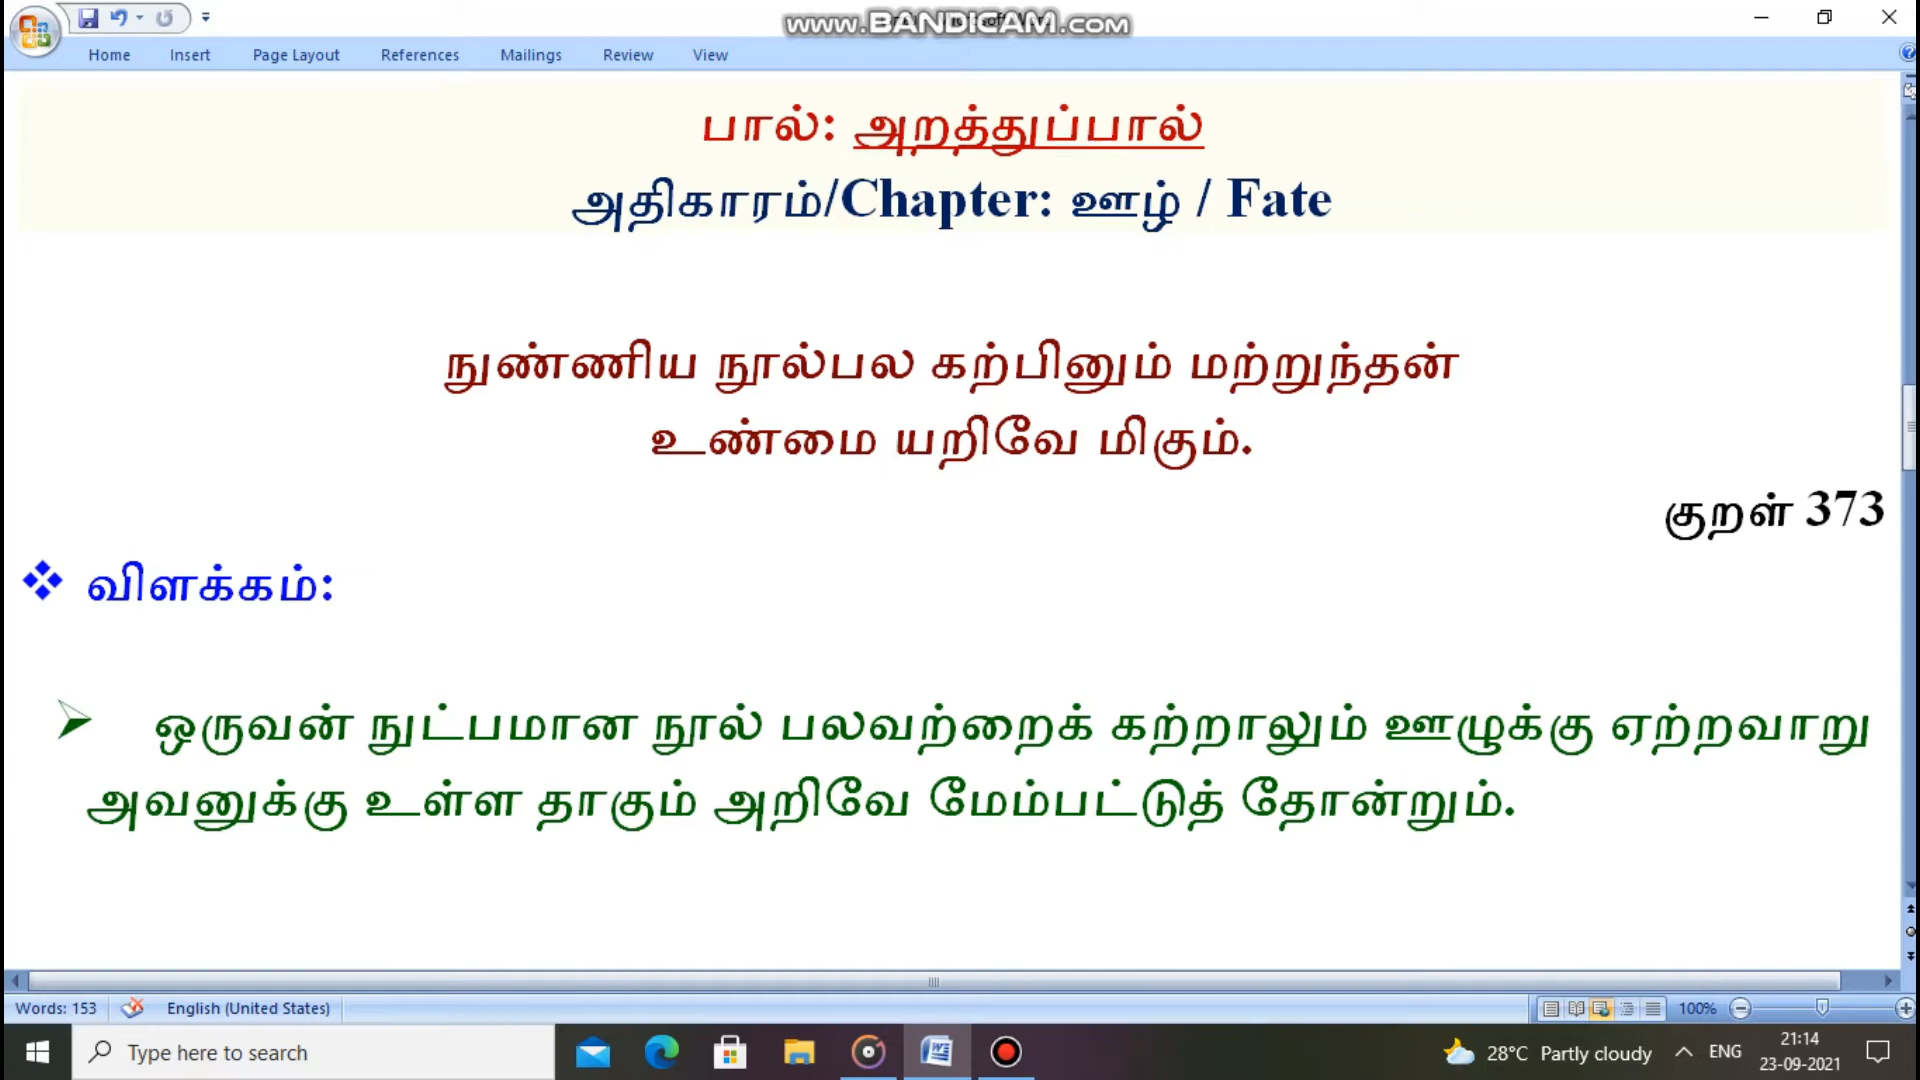 www.BANDICAM.com
Home Insert Page Layout References Mailings Review View
பால்: அறத்துப்பால்
அதிகாரம்/Chapter: ஊழ் / Fate
நுண்ணிய நூல்பல கற்பினும் மற்றுந்தன்
உண்மை யறிவே மிகும்.
குறள் 373
விளக்கம்:
ஒருவன் நுட்பமான நூல் பலவற்றைக் கற்றாலும் ஊழுக்கு ஏற்றவாறு
அவனுக்கு உள்ள தாகும் அறிவே மேம்பட்டுத் தோன்றும்.
Words: 153 English (United States) 100%
Type here to search 28°C Partly cloudy ENG 21:14
23-09-2021